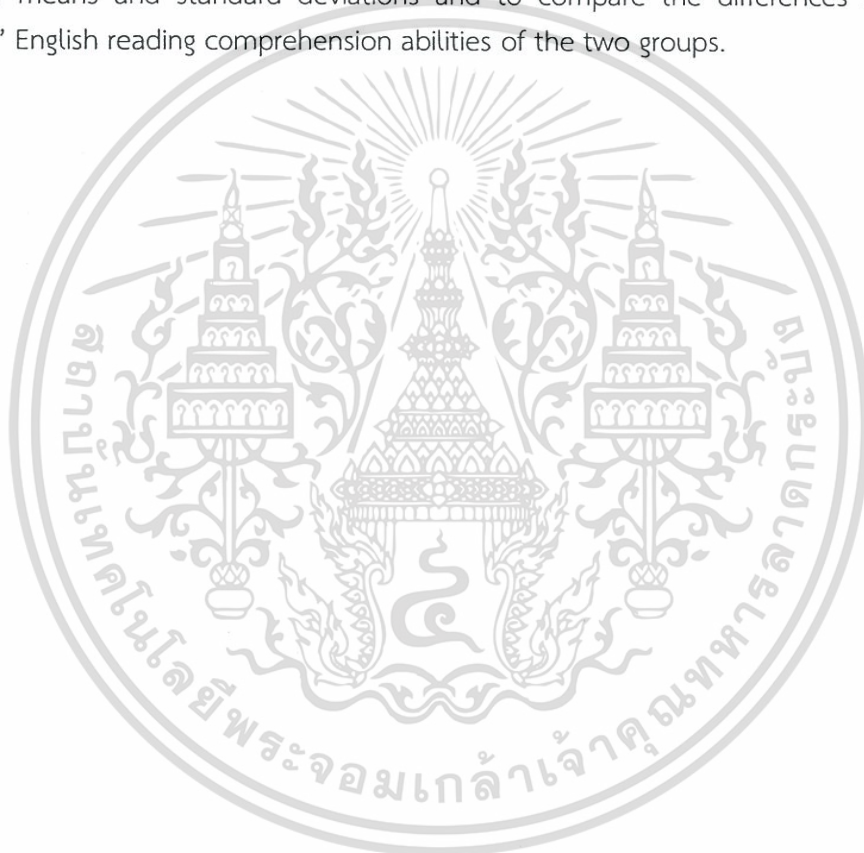 means and standard deviations and to compare the differences
’ English reading comprehension abilities of the two groups.
สถาบันเทคโนโลยีพระจอมเกล้าเจ้าคุณทหารลาดกระบัง
๔